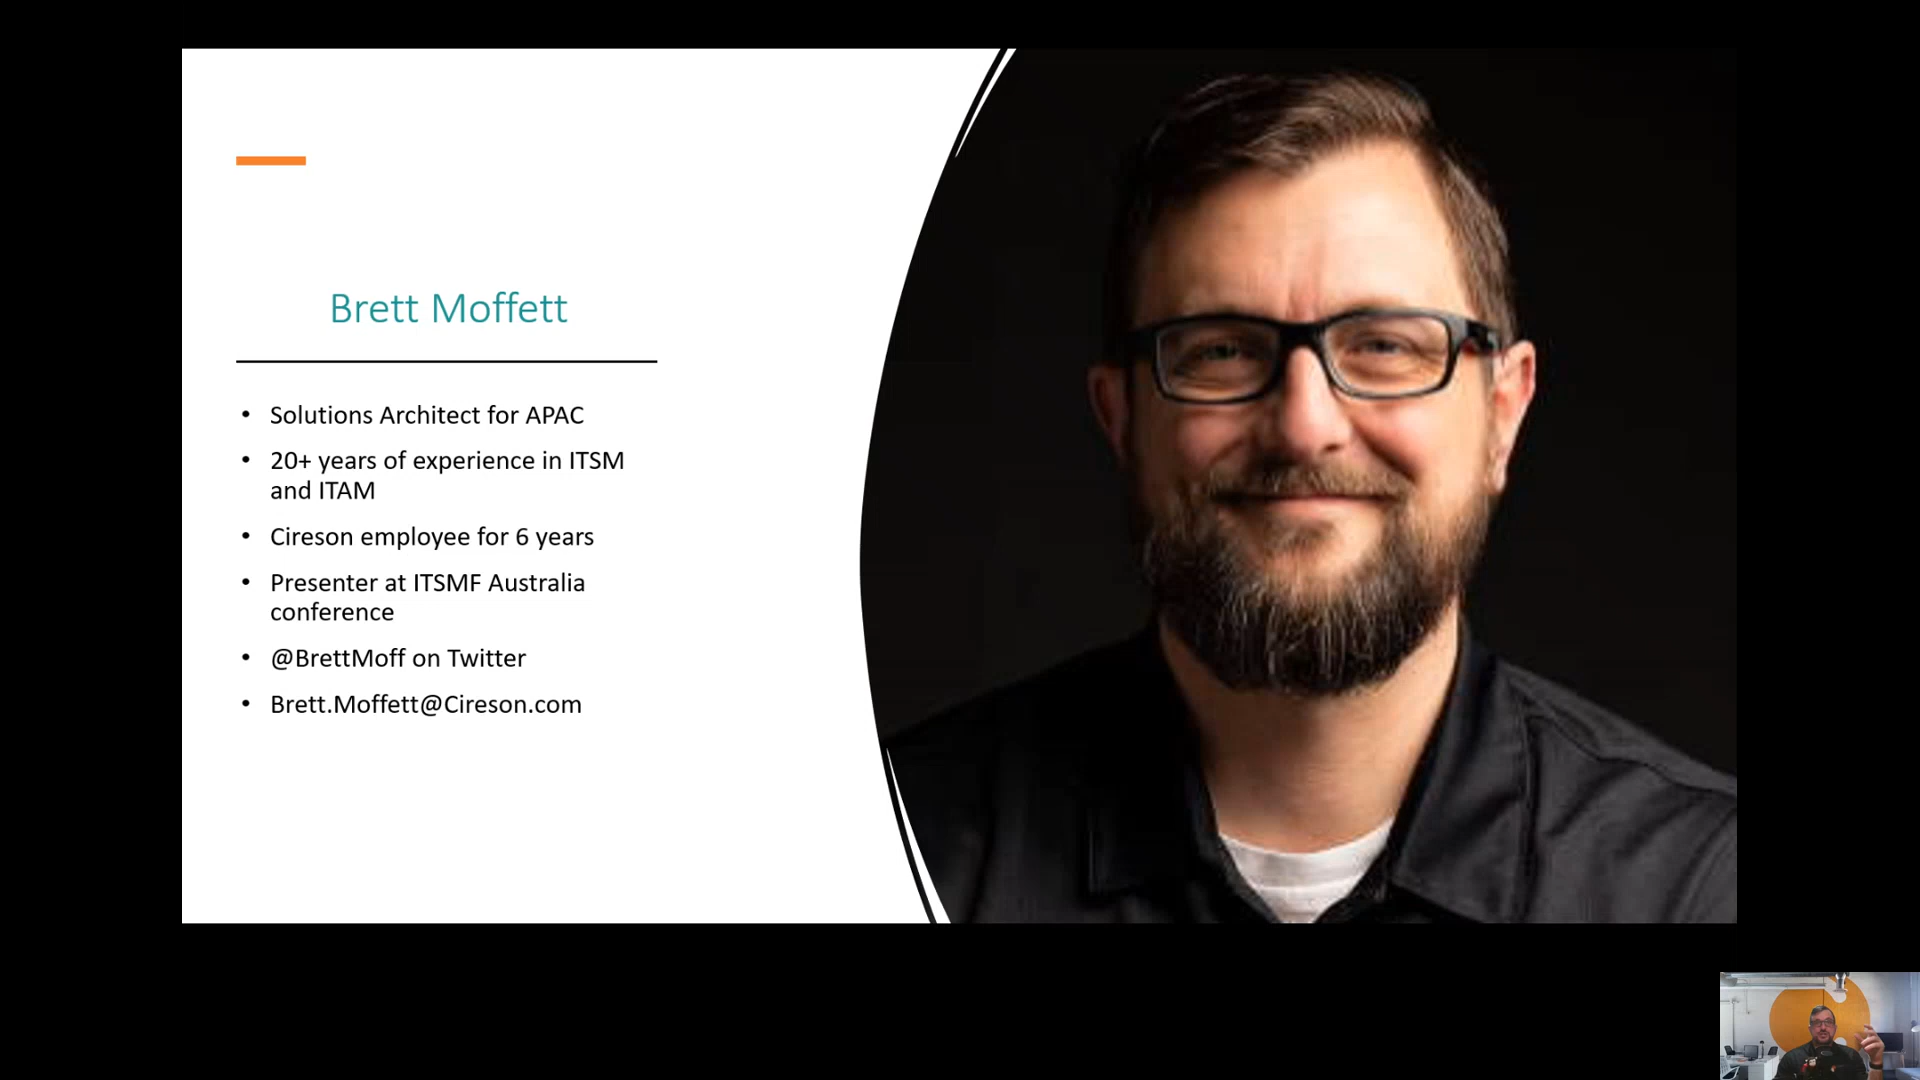 Brett Moffett
• Solutions Architect for APAC
• 20+ years of experience in ITSM
and ITAM
• Cireson employee for 6 years
• Presenter at ITSMF Australia
conference
• @BrettMoff on Twitter
• Brett.Moffett@Cireson.com